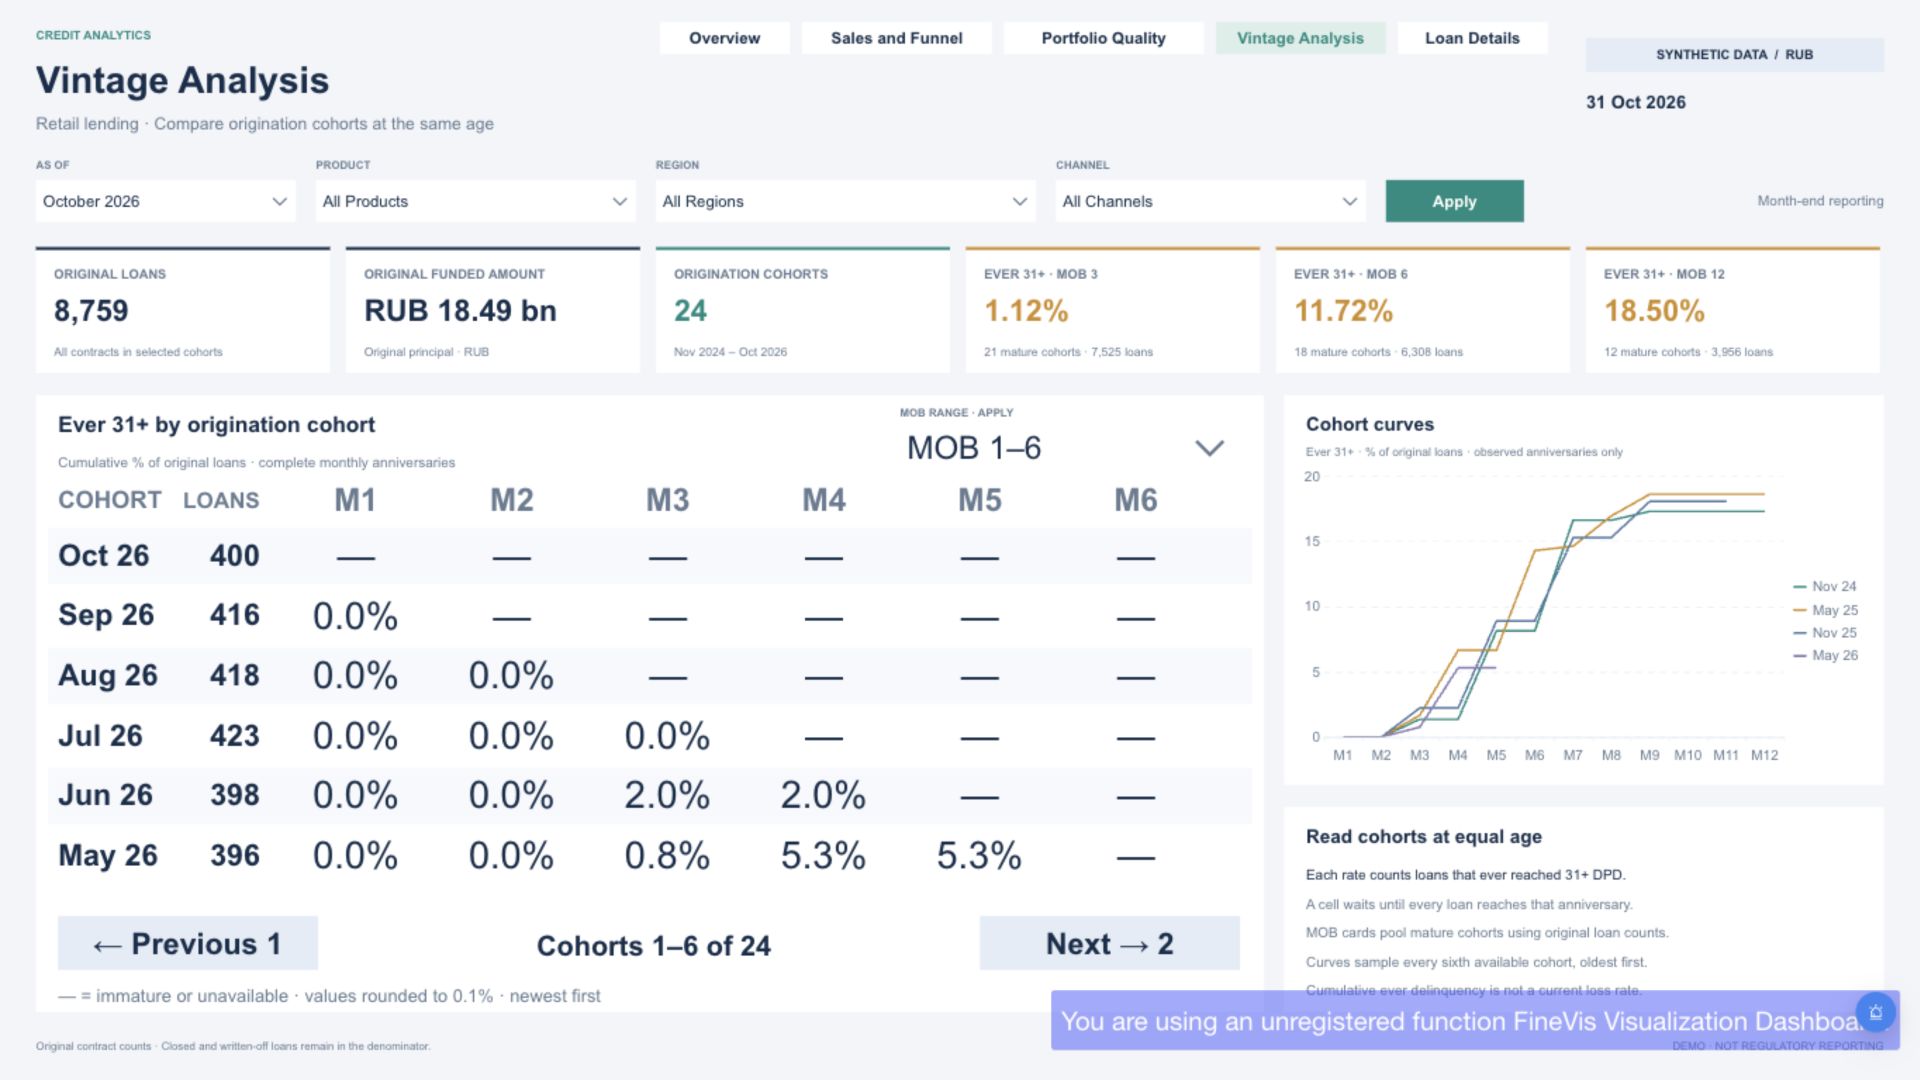 CREDIT ANALYTICS
Overview
Sales and Funnel
Portfolio Quality
Vintage Analysis
Loan Details
SYNTHETIC DATA / RUB
Vintage Analysis
31 Oct 2026
Retail lending · Compare origination cohorts at the same age
AS OF
PRODUCT
REGION
CHANNEL
October 2026
All Products
All Regions
All Channels
Apply
Month-end reporting
ORIGINAL LOANS
8,759
All contracts in selected cohorts
ORIGINAL FUNDED AMOUNT
RUB 18.49 bn
Original principal · RUB
ORIGINATION COHORTS
24
Nov 2024 – Oct 2026
EVER 31+ · MOB 3
1.12%
21 mature cohorts · 7,525 loans
EVER 31+ · MOB 6
11.72%
18 mature cohorts · 6,308 loans
EVER 31+ · MOB 12
18.50%
12 mature cohorts · 3,956 loans
Ever 31+ by origination cohort
Cumulative % of original loans · complete monthly anniversaries
MOB RANGE · APPLY
MOB 1–6
COHORT LOANS M1 M2 M3 M4 M5 M6
Oct 26 400 — — — — — —
Sep 26 416 0.0% — — — — —
Aug 26 418 0.0% 0.0% — — — —
Jul 26 423 0.0% 0.0% 0.0% — — —
Jun 26 398 0.0% 0.0% 2.0% 2.0% — —
May 26 396 0.0% 0.0% 0.8% 5.3% 5.3% —
← Previous 1
Cohorts 1–6 of 24
Next → 2
— = immature or unavailable · values rounded to 0.1% · newest first
Cohort curves
Ever 31+ · % of original loans · observed anniversaries only
20
15
10
5
0
M1 M2 M3 M4 M5 M6 M7 M8 M9 M10 M11 M12
Nov 24
May 25
Nov 25
May 26
Read cohorts at equal age
Each rate counts loans that ever reached 31+ DPD.
A cell waits until every loan reaches that anniversary.
MOB cards pool mature cohorts using original loan counts.
Curves sample every sixth available cohort, oldest first.
Cumulative ever delinquency is not a current loss rate.
You are using an unregistered function FineVis Visualization
Original contract counts · Closed and written-off loans remain in the denominator.
DEMO · NOT REGULATORY REPORTING